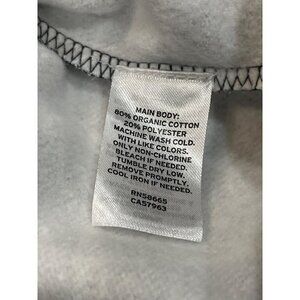 MAIN BODY:
80% ORGANIC COTTON
20% POLYESTER
MACHINE WASH COLD.
WITH LIKE COLORS.
ONLY NON-CHLORINE
BLEACH IF NEEDED.
TUMBLE DRY LOW.
REMOVE PROMPTLY.
COOL IRON IF NEEDED.
RN58665
CA57963